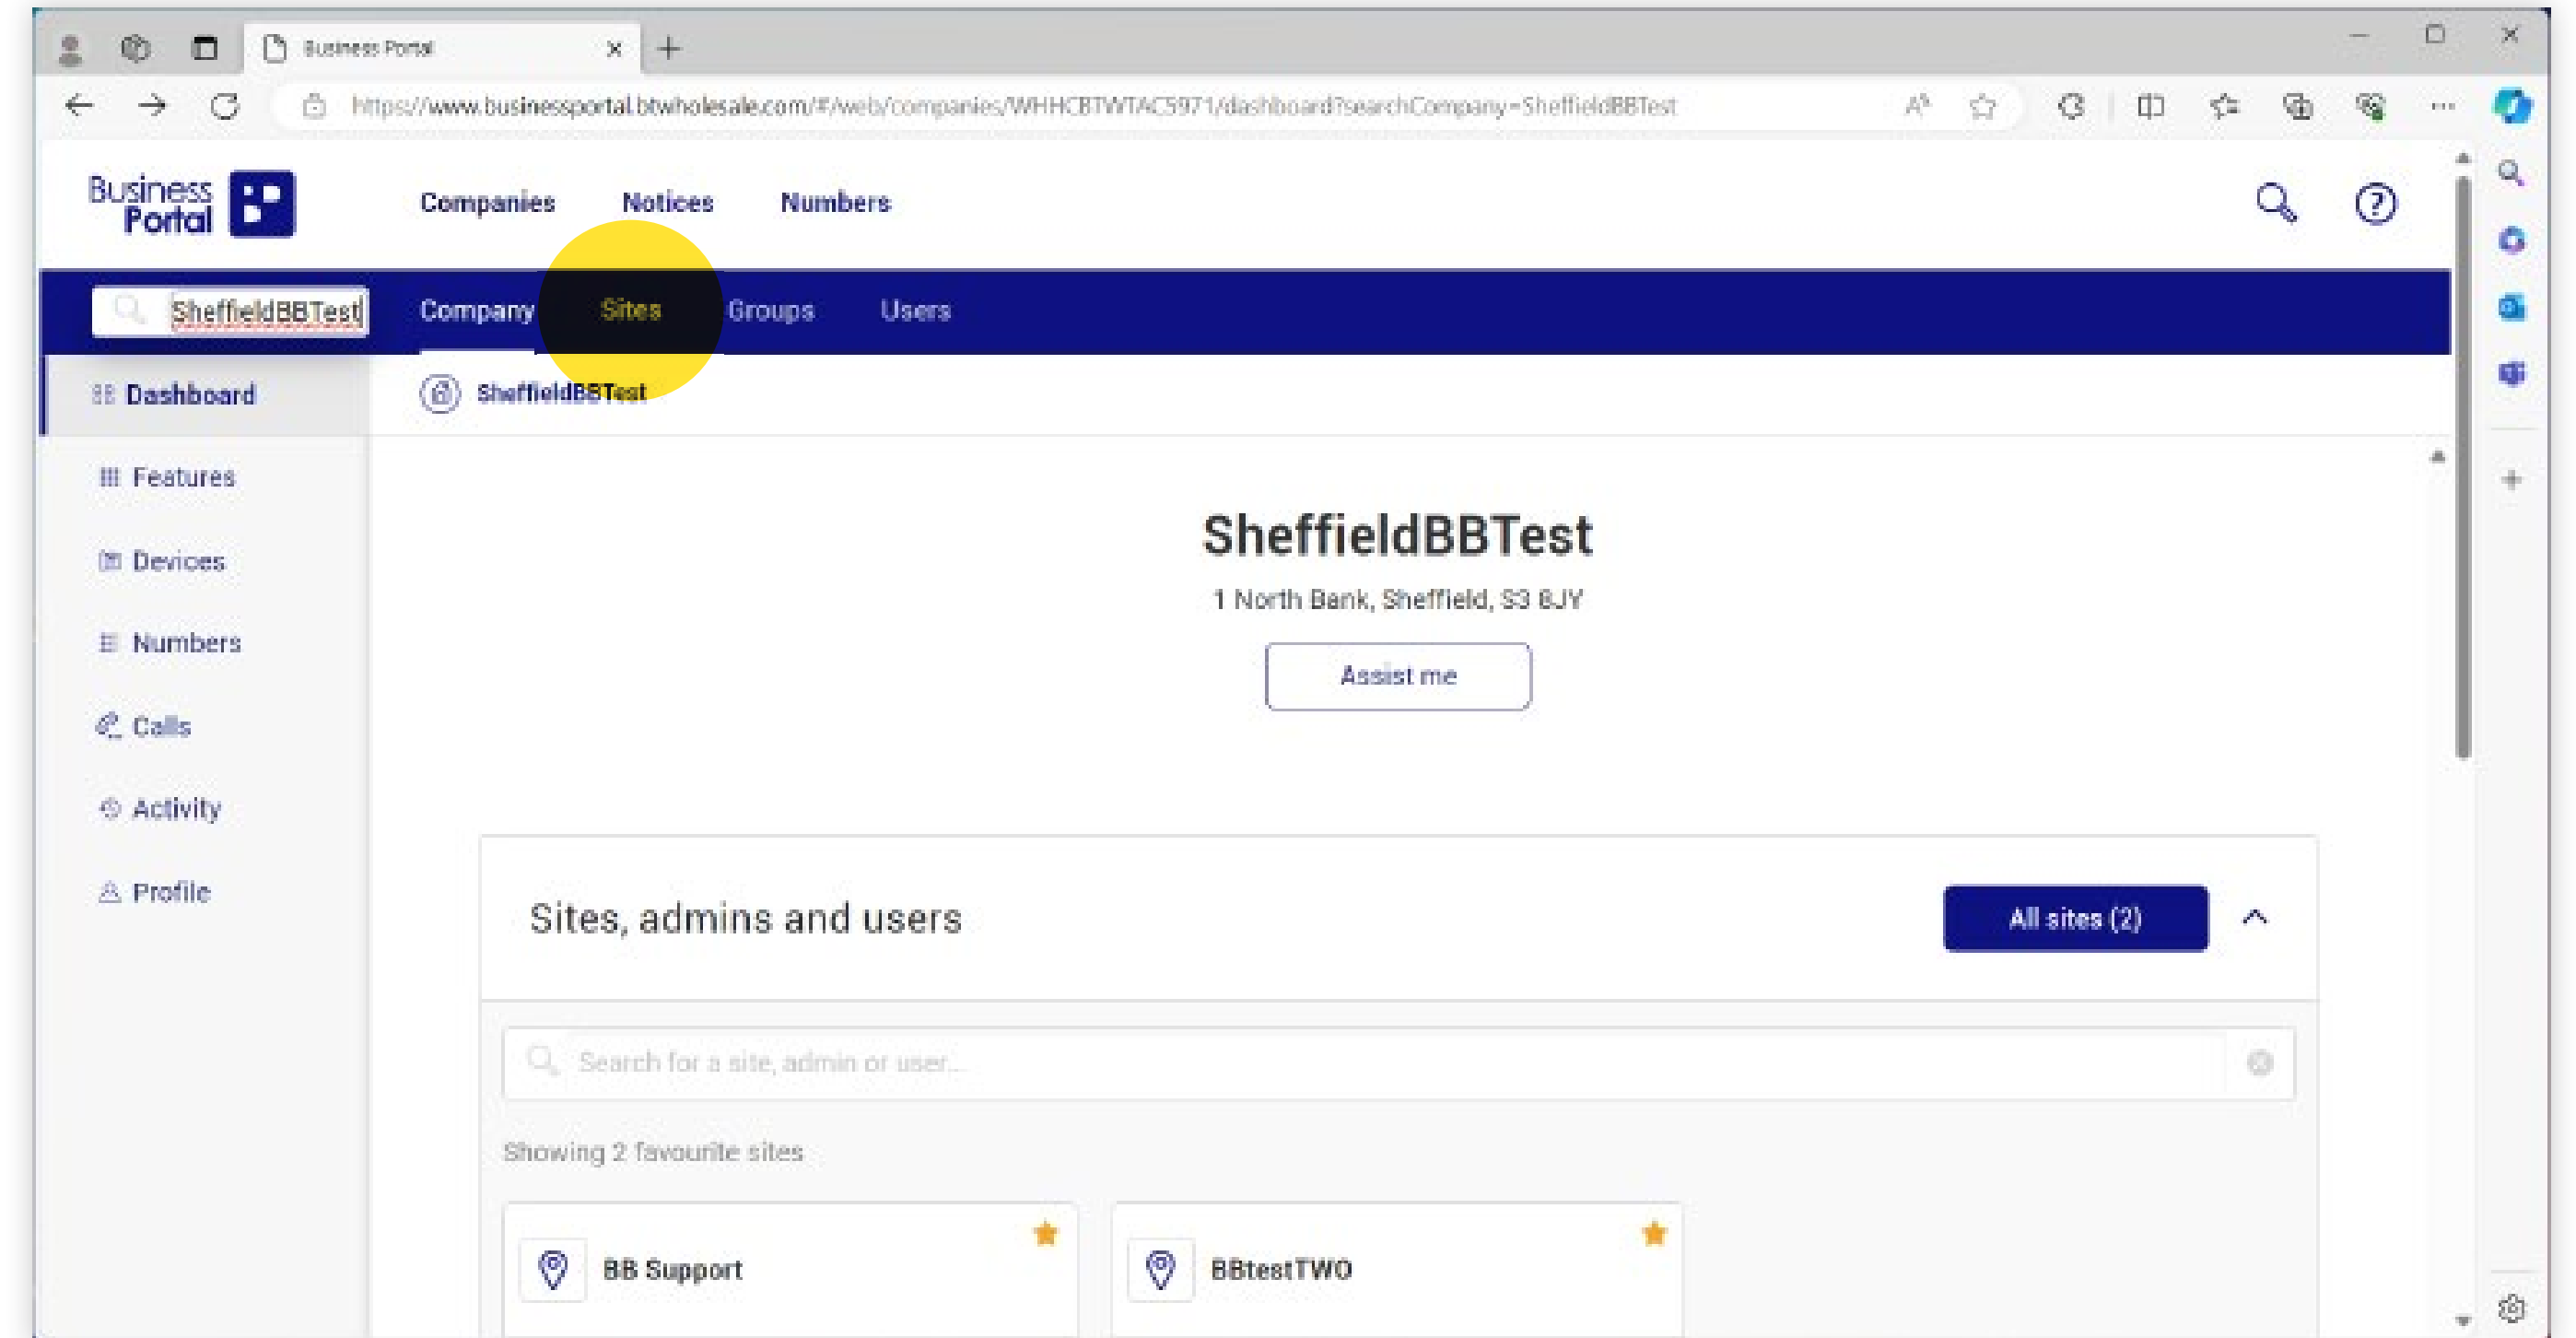 Business Portal
https://www.businessportal.btwholesale.com/#/web/companies/WHHCBTWTAC5971/dashboard?searchCompany=SheffieldBBTest
Business
Portal
Companies Notices Numbers
SheffieldBBTest Company Sites Groups Users
Dashboard
SheffieldBBTest
Features
Devices
Numbers
Calls
Activity
Profile
SheffieldBBTest
1 North Bank, Sheffield, S3 8JY
Assist me
Sites, admins and users
All sites (2)
Search for a site, admin or user...
Showing 2 favourite sites
BB Support
BBtestTWO